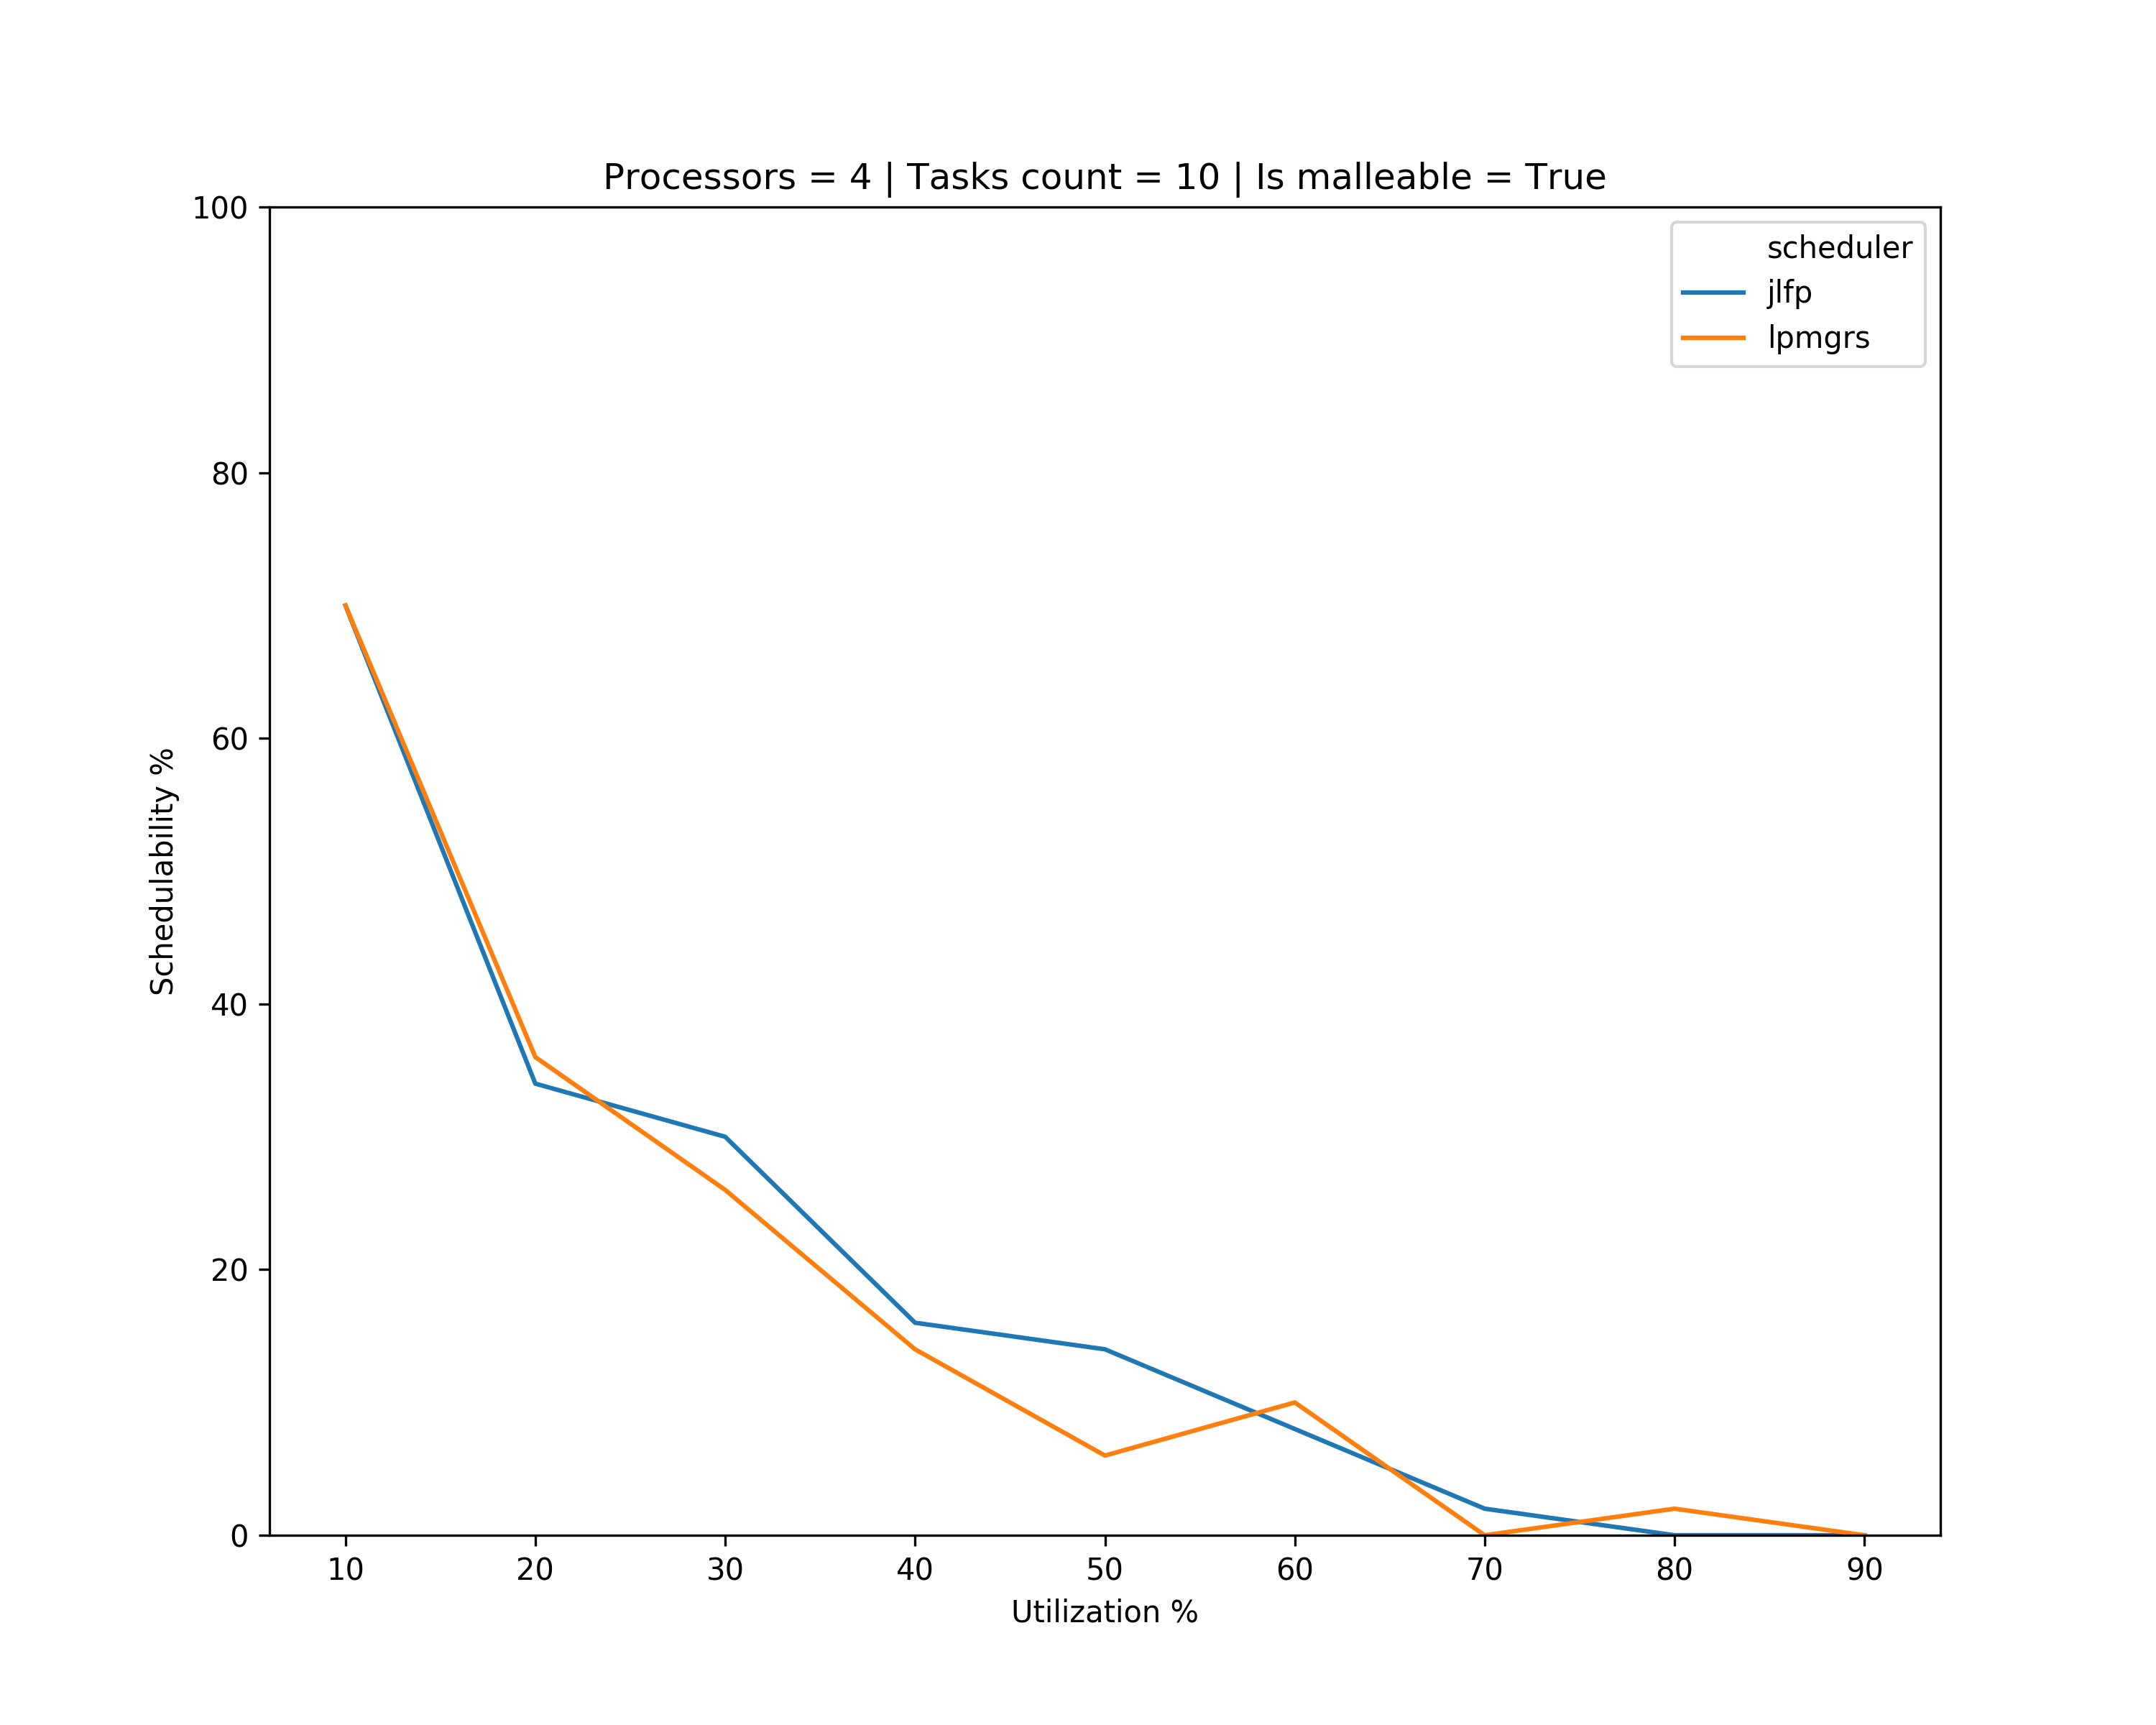 Processors = 4 | Tasks count = 10 | Is malleable = True
100
80
60
40
20
0
Schedulability %
scheduler
jlfp
lpmgrs
10 20 30 40 50 60 70 80 90
Utilization %